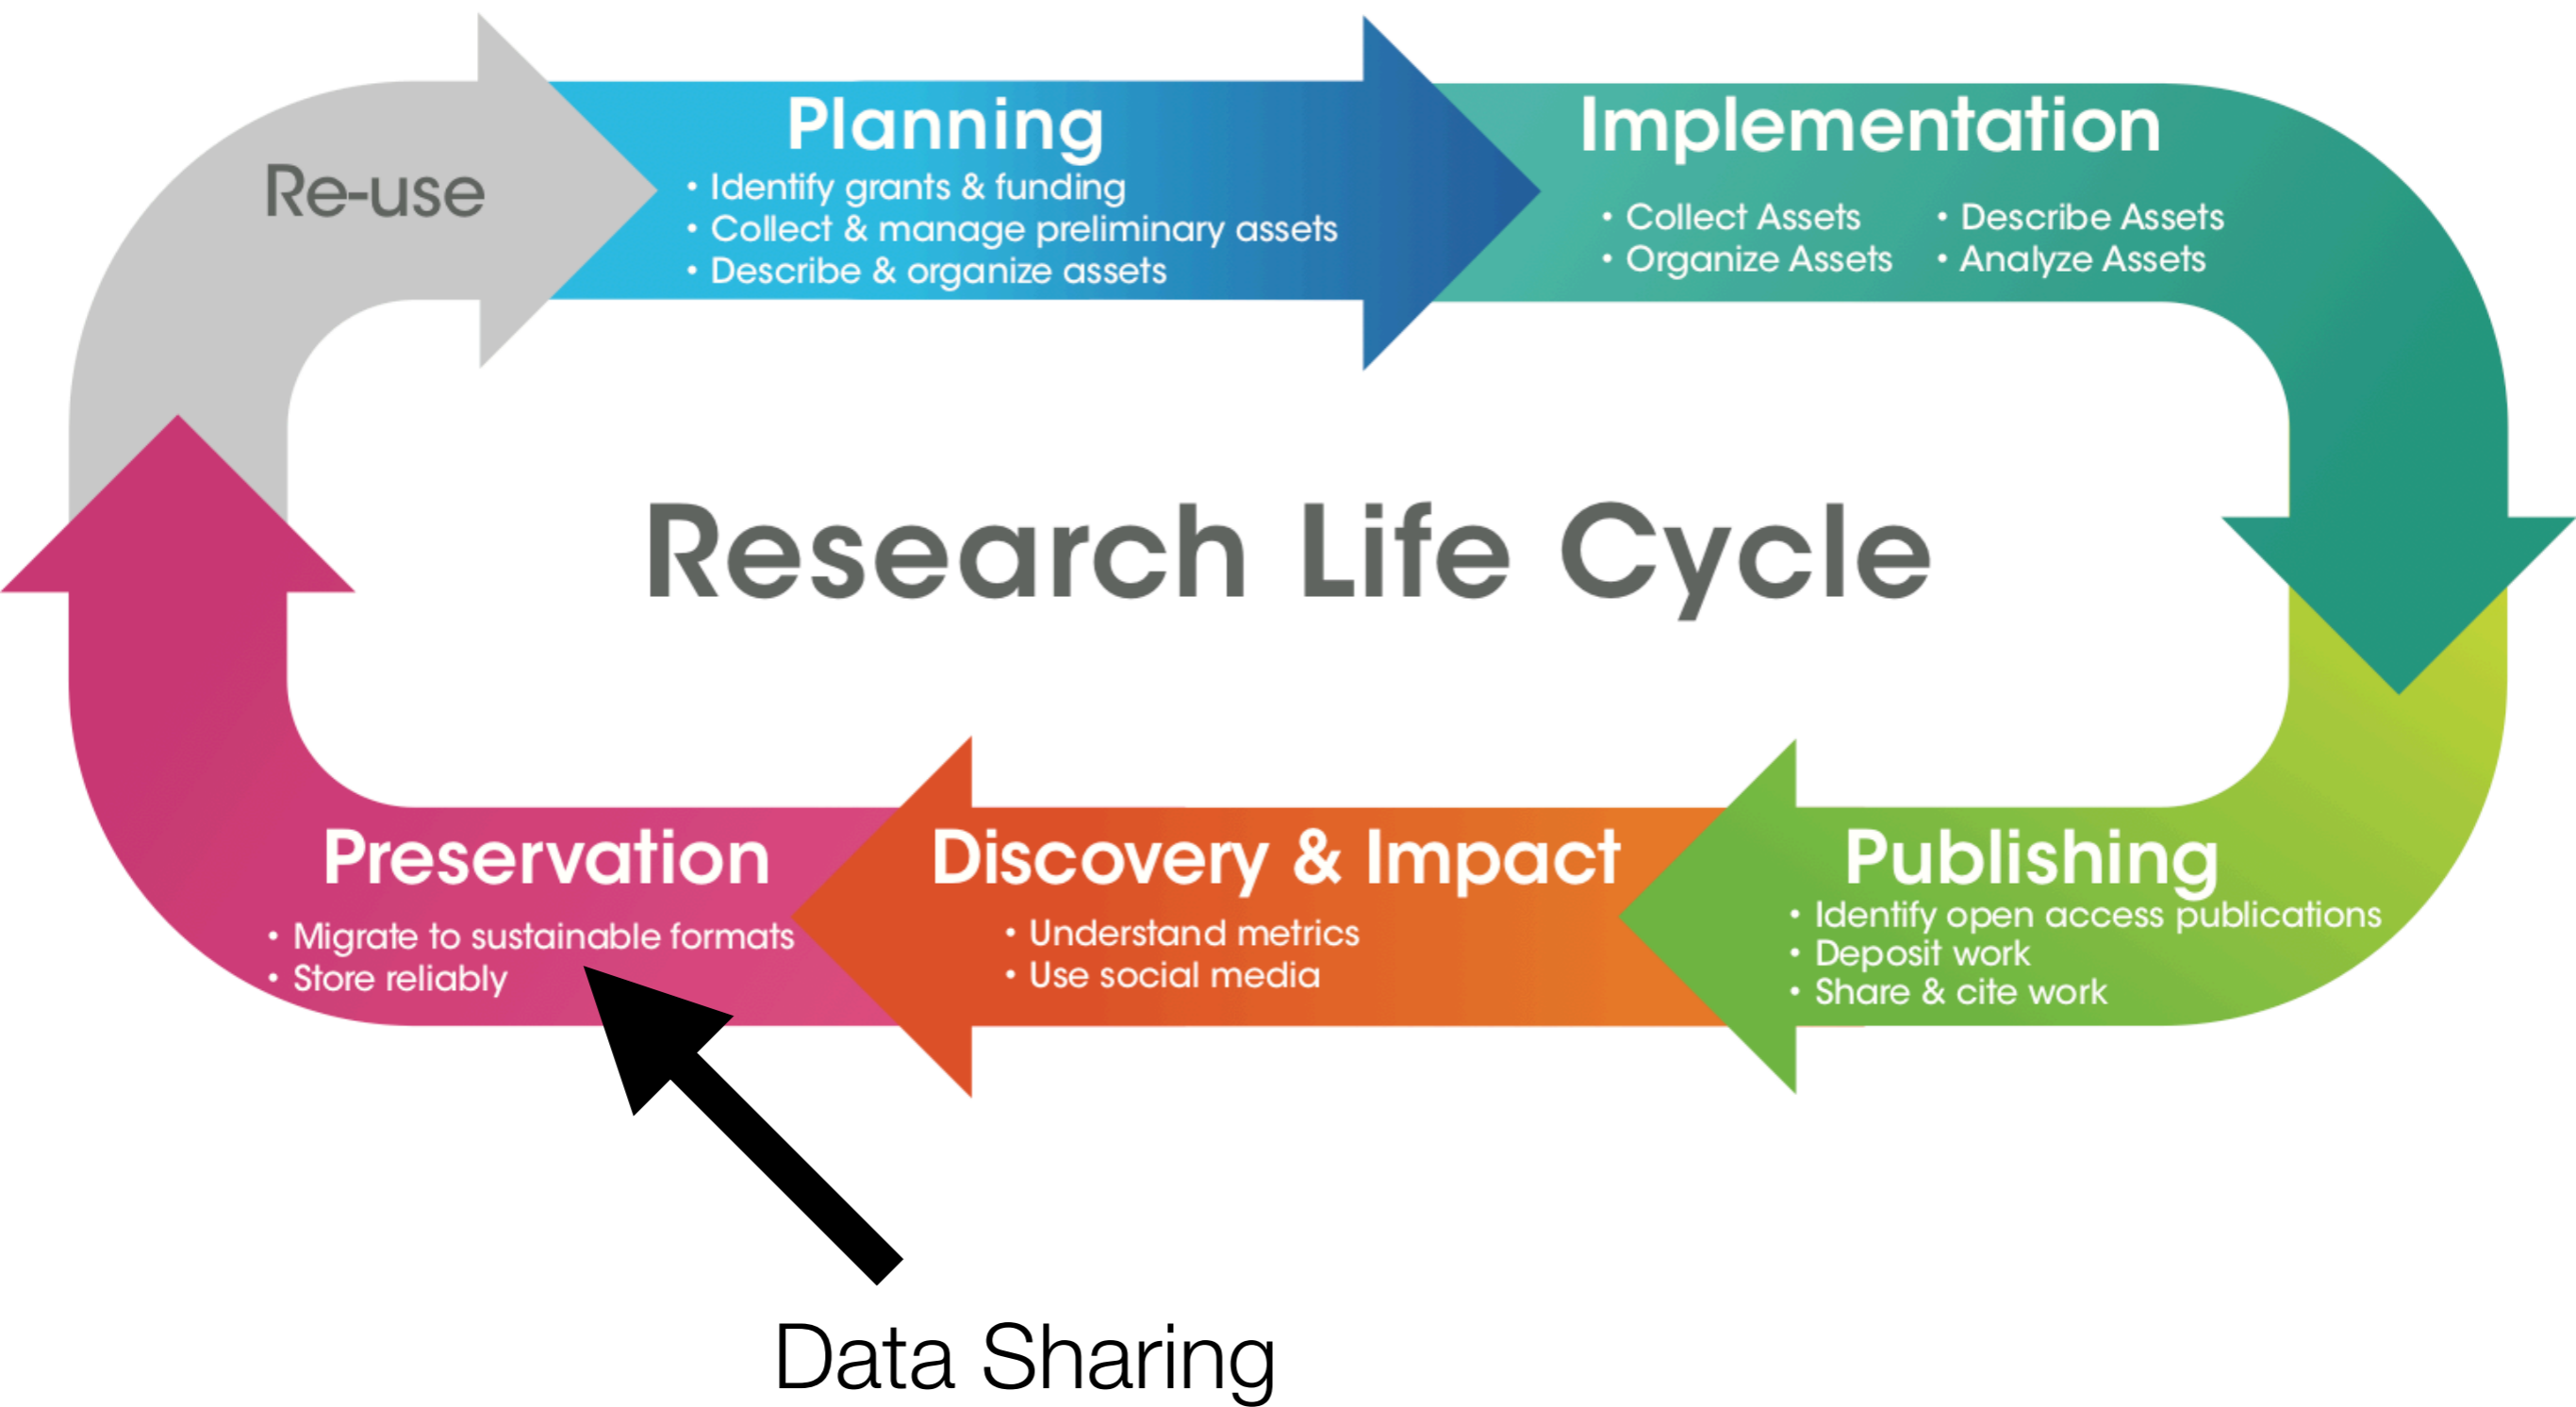 Re-use
Planning
• Identify grants & funding
• Collect & manage preliminary assets
• Describe & organize assets
Implementation
• Collect Assets
• Organize Assets
• Describe Assets
• Analyze Assets
Research Life Cycle
Preservation
• Migrate to sustainable formats
• Store reliably
Discovery & Impact
• Understand metrics
• Use social media
Publishing
• Identify open access publications
• Deposit work
• Share & cite work
Data Sharing